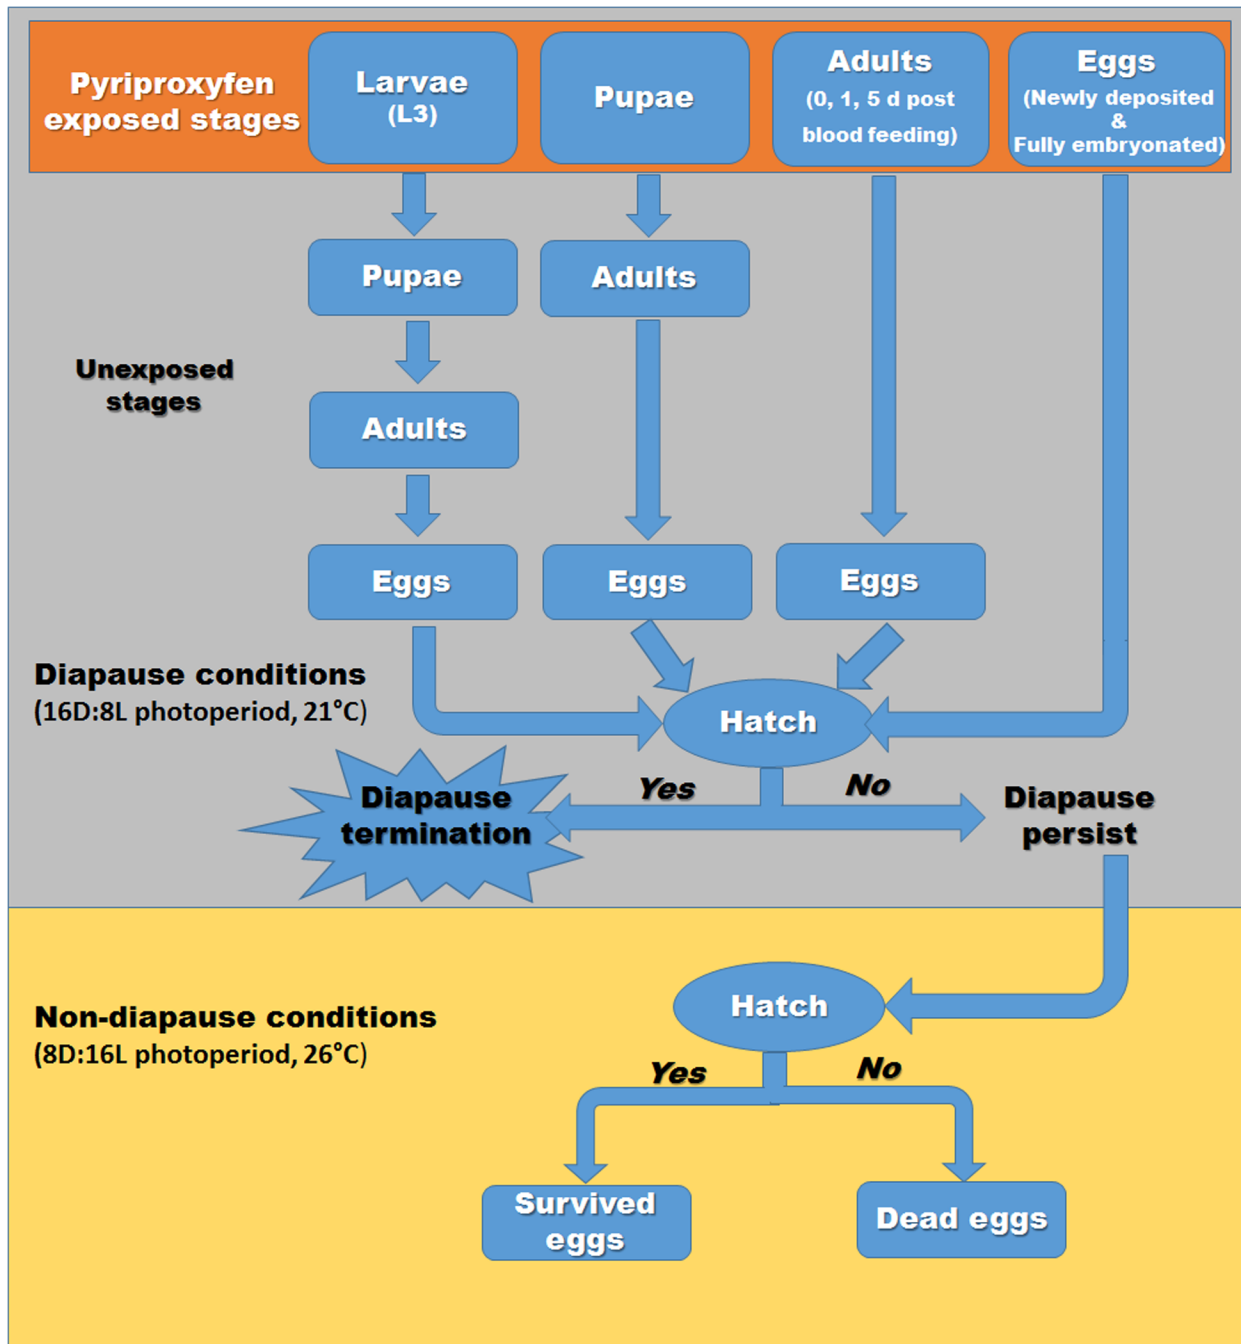 Pyriproxyfen
exposed stages
Larvae
(L3)
Pupae
Adults
(0, 1, 5 d post
blood feeding)
Eggs
(Newly deposited
&
Fully embryonated)
Pupae
Adults
Unexposed
stages
Adults
Eggs
Eggs
Eggs
Diapause conditions
(16D:8L photoperiod, 21°C)
Hatch
Yes
No
Diapause
termination
Diapause
persist
Non-diapause conditions
(8D:16L photoperiod, 26°C)
Hatch
Yes
No
Survived
eggs
Dead eggs